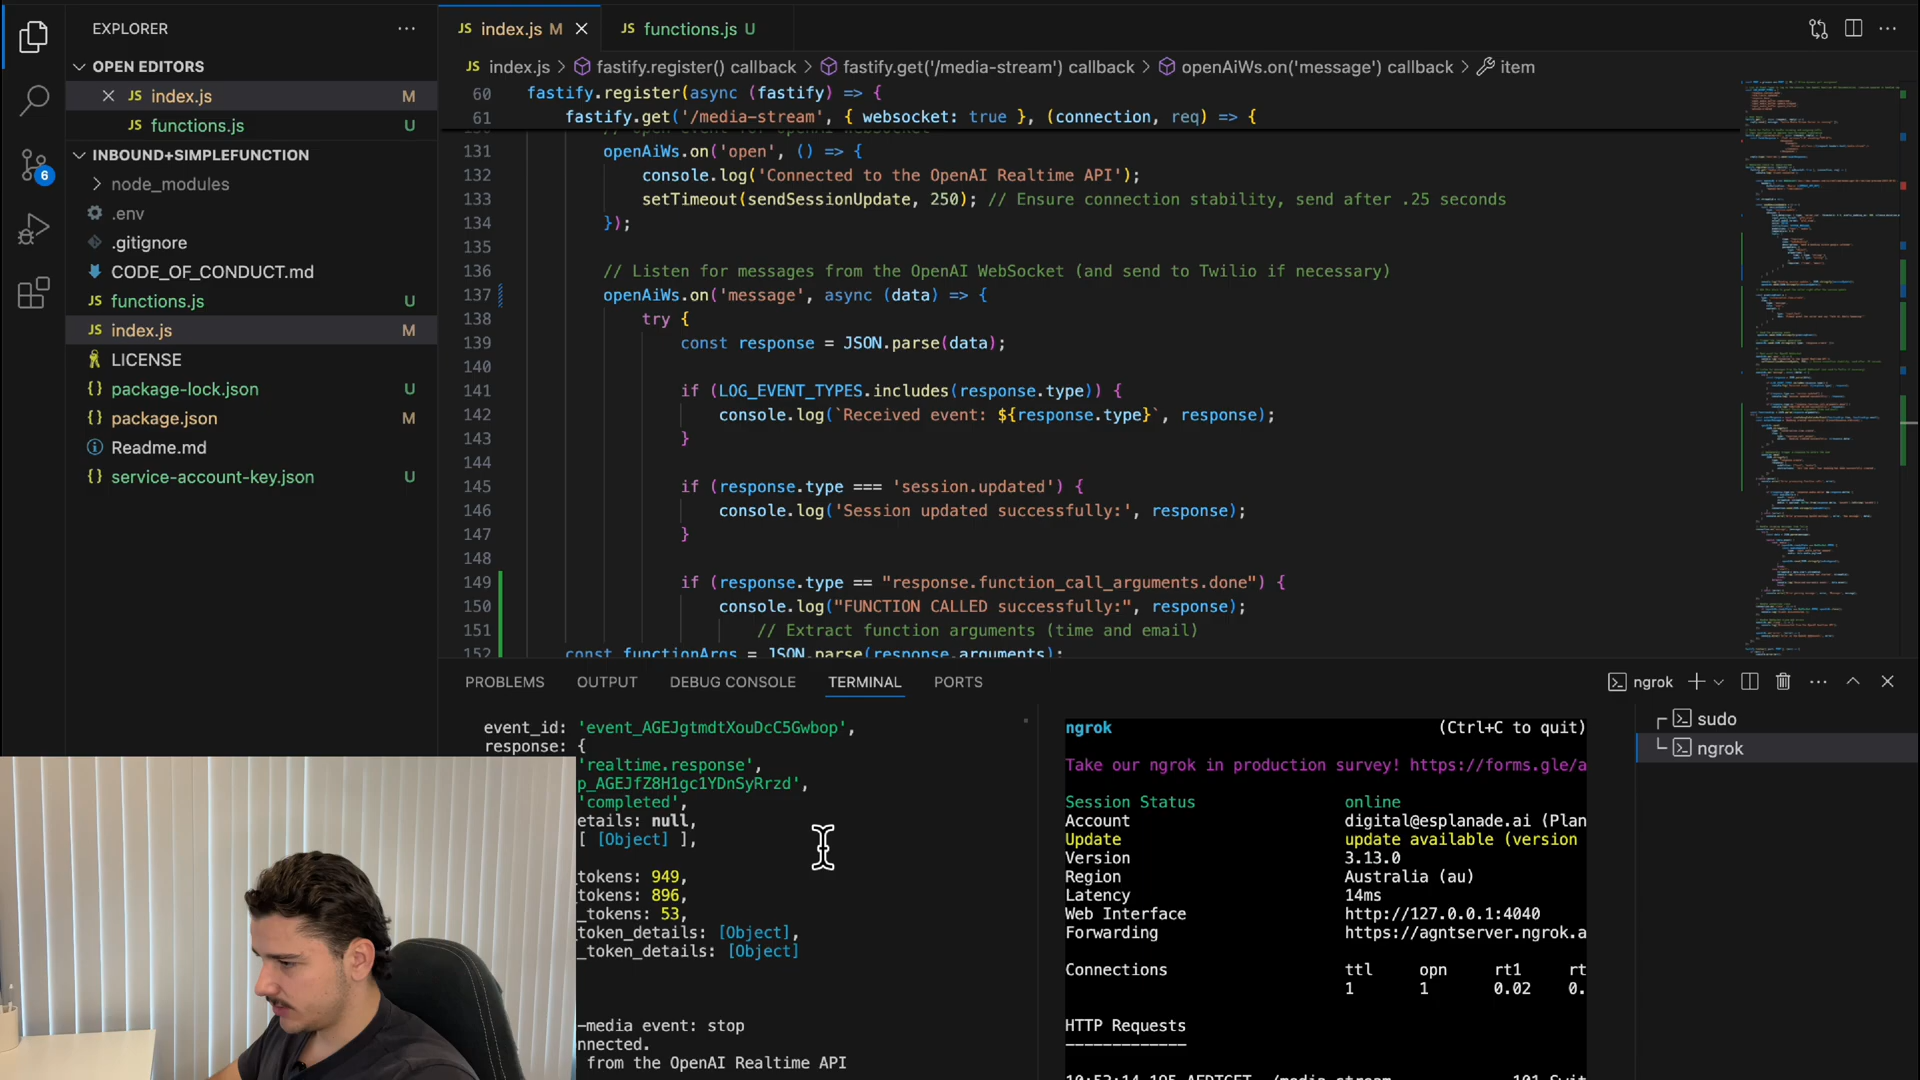 EXPLORER
OPEN EDITORS
JS index.js M
JS functions.js U
INBOUND+SIMPLEFUNCTION
node_modules
.env
.gitignore
CODE_OF_CONDUCT.md
JS functions.js U
JS index.js M
LICENSE
{} package-lock.json U
{} package.json M
Readme.md
{} service-account-key.json U
6
JS index.js M
JS functions.js U
JS index.js > fastify.register() callback > fastify.get('/media-stream') callback > openAiWs.on('message') callback > item
60 fastify.register(async (fastify) => {
61 fastify.get('/media-stream', { websocket: true }, (connection, req) => {
131 openAiWs.on('open', () => {
132 console.log('Connected to the OpenAI Realtime API');
133 setTimeout(sendSessionUpdate, 250); // Ensure connection stability, send after .25 seconds
134 });
135
136 // Listen for messages from the OpenAI WebSocket (and send to Twilio if necessary)
137 openAiWs.on('message', async (data) => {
138 try {
139 const response = JSON.parse(data);
140
141 if (LOG_EVENT_TYPES.includes(response.type)) {
142 console.log(`Received event: ${response.type}`, response);
143 }
144
145 if (response.type === 'session.updated') {
146 console.log('Session updated successfully:', response);
147 }
148
149 if (response.type == "response.function_call_arguments.done") {
150 console.log("FUNCTION CALLED successfully:", response);
151 // Extract function arguments (time and email)
152 const functionArgs = JSON.parse(response.arguments);
PROBLEMS OUTPUT DEBUG CONSOLE TERMINAL PORTS
ngrok
event_id: 'event_AGEJgtmdtXouDcC5Gwbop',
response: {
'realtime.response',
p_AGEJfZ8H1gc1YDnSyRrzd',
'completed',
etails: null,
[ [Object] ],
tokens: 949,
tokens: 896,
_tokens: 53,
token_details: [Object],
_token_details: [Object]
-media event: stop
nnected.
from the OpenAI Realtime API
ngrok (Ctrl+C to quit)
Take our ngrok in production survey! https://forms.gle/a
Session Status online
Account digital@esplanade.ai (Plan
Update update available (version
Version 3.13.0
Region Australia (au)
Latency 14ms
Web Interface http://127.0.0.1:4040
Forwarding https://agntserver.ngrok.a
Connections ttl opn rt1 rt
1 1 0.02 0.
HTTP Requests
-------------
sudo
ngrok